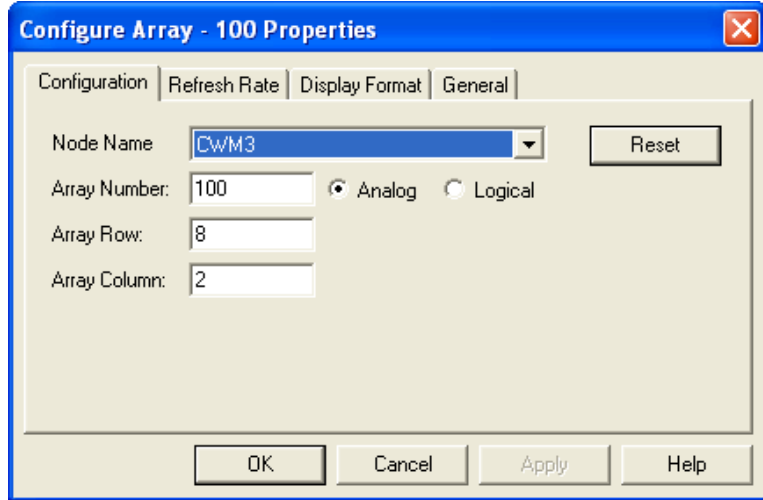 Configure Array - 100 Properties
Configuration Refresh Rate Display Format General
Node Name CWM3 Reset
Array Number: 100 Analog Logical
Array Row: 8
Array Column: 2
OK Cancel Apply Help